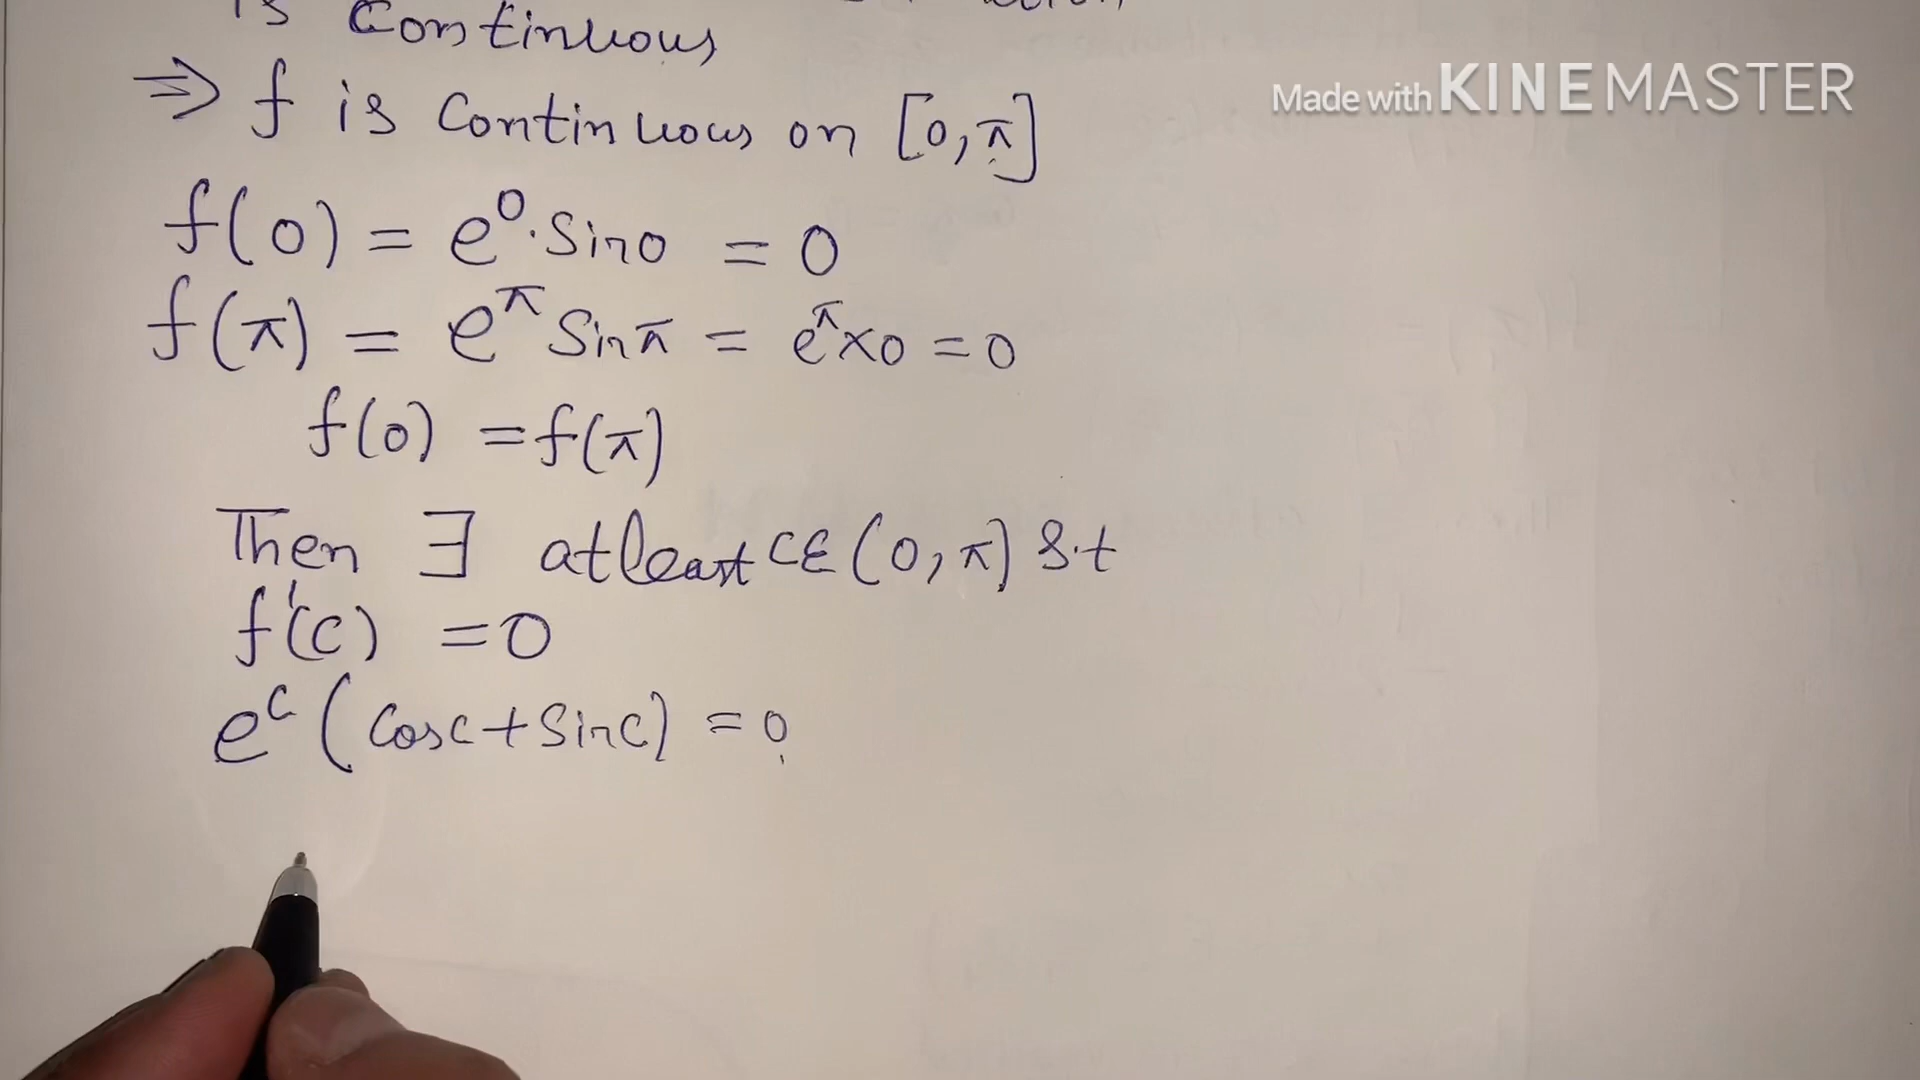 is Continuous
Made with KINEMASTER
⇒ f is Continuous on [0,π]
f(0) = e⁰.Sin0 = 0
f(π) = e^π Sinπ = e^π×0 = 0
f(0) = f(π)
Then ∃ atleast C∈(0,π) S.t
f'(C) = 0
e^c (Cosc+Sinc) = 0